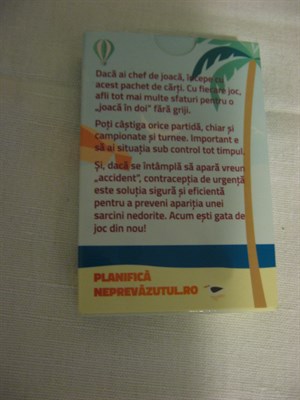 Dacă ai chef de joacă, începe cu
acest pachet de cărți. Cu fiecare joc,
afli tot mai multe sfaturi pentru o
„joacă în doi” fără griji.
Poți câștiga orice partidă, chiar și
campionate și turnee. Important e
să ai situația sub control tot timpul.
Și, dacă se întâmplă să apară vreun
„accident”, contracepția de urgență
este soluția sigură și eficientă
pentru a preveni apariția unei
sarcini nedorite. Acum ești gata de
joc din nou!
PLANIFICĂ
NEPREVĂZUTUL.RO